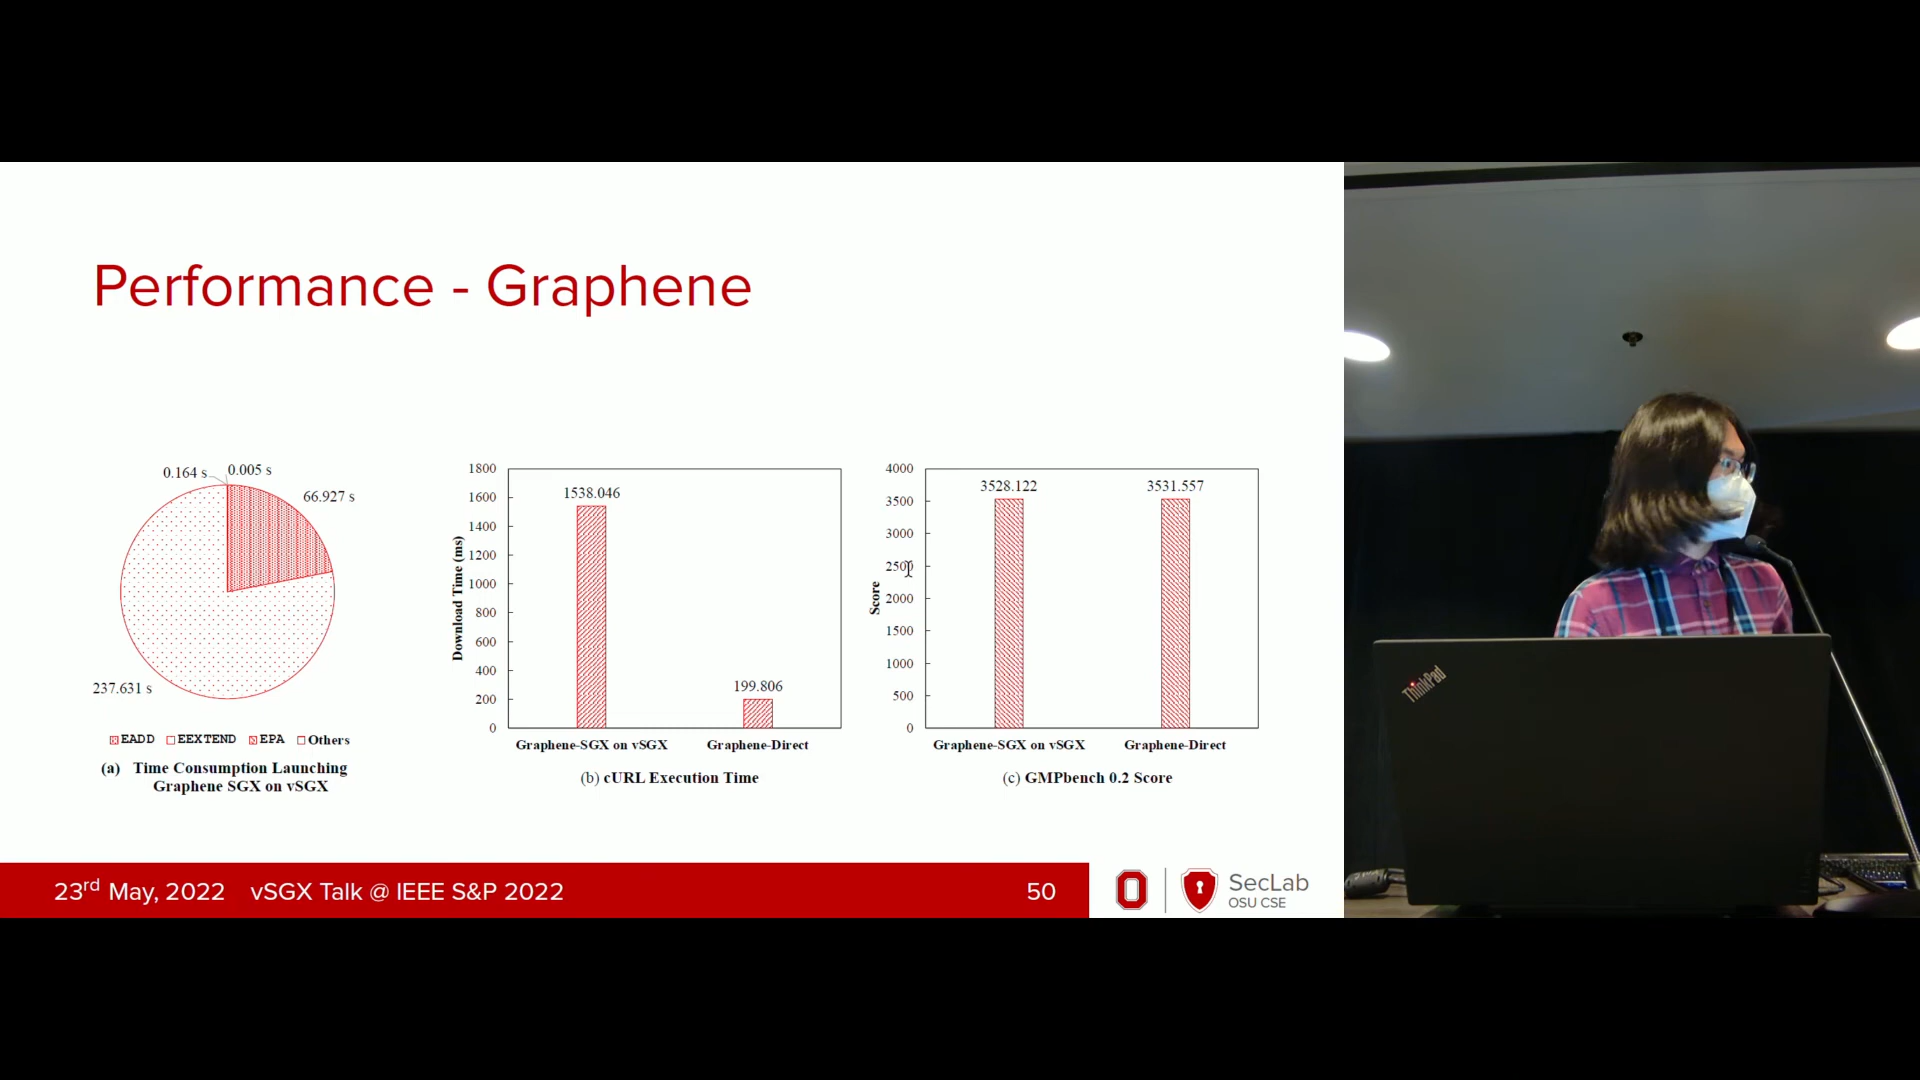 Performance - Graphene
0.164 s
0.005 s
66.927 s
237.631 s
EADD EEXTEND EPA Others
(a) Time Consumption Launching
Graphene SGX on vSGX
1800
1600
1400
1200
1000
800
600
400
200
0
Download Time (ms)
1538.046
199.806
Graphene-SGX on vSGX Graphene-Direct
(b) cURL Execution Time
4000
3500
3000
2500
2000
1500
1000
500
0
Score
3528.122
3531.557
Graphene-SGX on vSGX Graphene-Direct
(c) GMPbench 0.2 Score
23rd May, 2022 vSGX Talk @ IEEE S&P 2022 50
SecLab
OSU CSE
ThinkPad